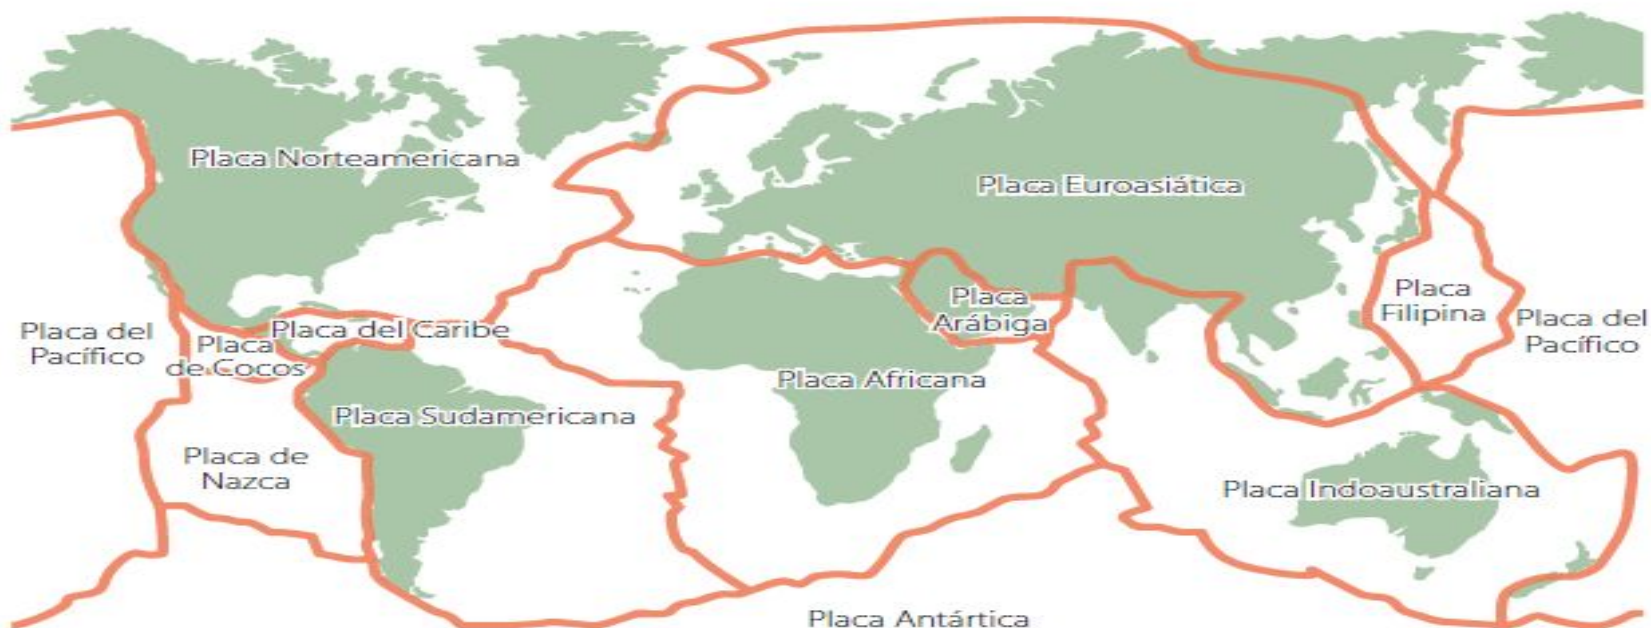 Placa Norteamericana
Placa Euroasiática
Placa
Arábiga
Placa
Filipina
Placa del
Pacífico
Placa
de Cocos
Placa del Caribe
Placa del
Pacífico
Placa Africana
Placa Sudamericana
Placa de
Nazca
Placa Indoaustraliana
Placa Antártica